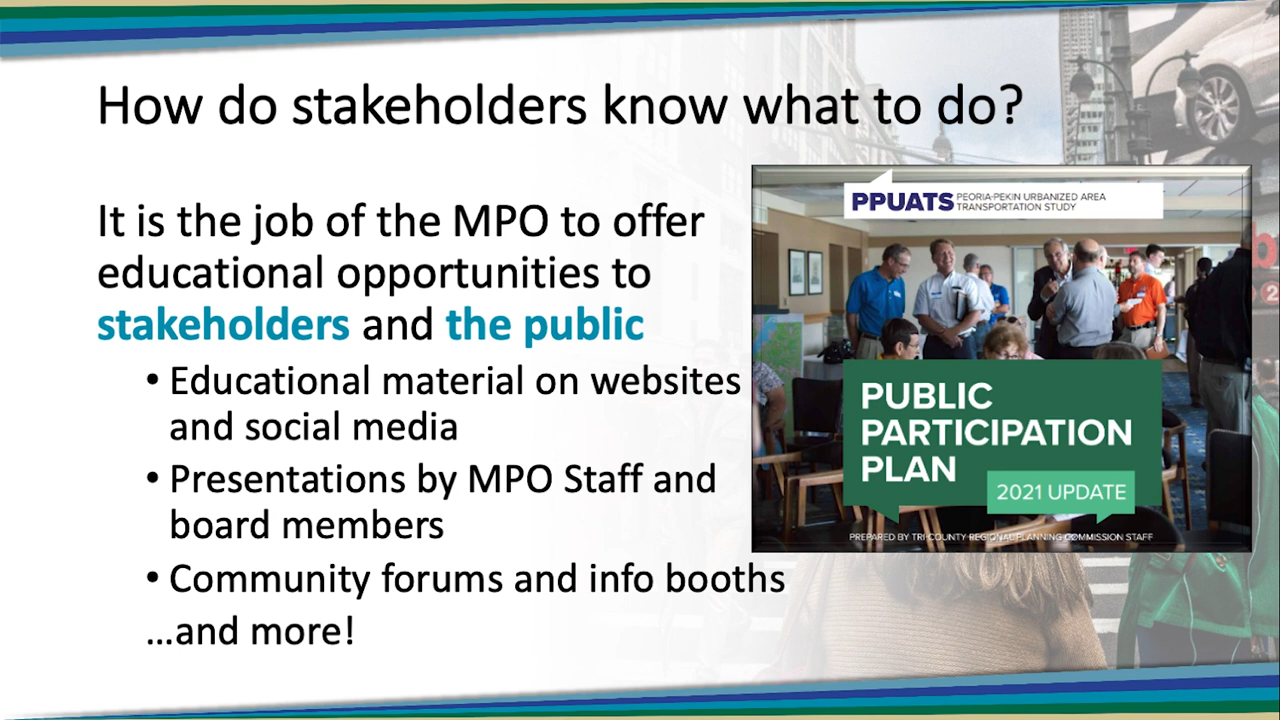 How do stakeholders know what to do?
It is the job of the MPO to offer
educational opportunities to
stakeholders and the public
• Educational material on websites
and social media
• Presentations by MPO Staff and
board members
• Community forums and info booths
…and more!
PPUATS PEORIA-PEKIN URBANIZED AREA
TRANSPORTATION STUDY
PUBLIC
PARTICIPATION
PLAN
2021 UPDATE
PREPARED BY TRI-COUNTY REGIONAL PLANNING COMMISSION STAFF
b
2